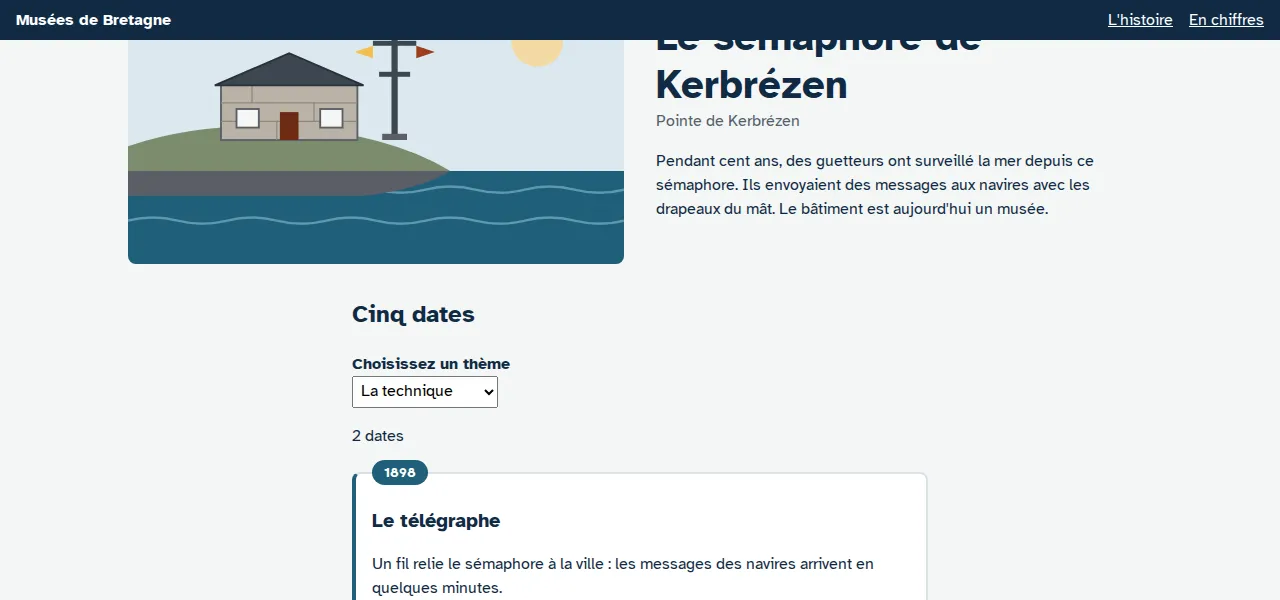 Musées de Bretagne
L'histoire
En chiffres
Le sémaphore de
Kerbrézen
Pointe de Kerbrézen
Pendant cent ans, des guetteurs ont surveillé la mer depuis ce
sémaphore. Ils envoyaient des messages aux navires avec les
drapeaux du mât. Le bâtiment est aujourd'hui un musée.
Cinq dates
Choisissez un thème
La technique
2 dates
1898
Le télégraphe
Un fil relie le sémaphore à la ville : les messages des navires arrivent en
quelques minutes.